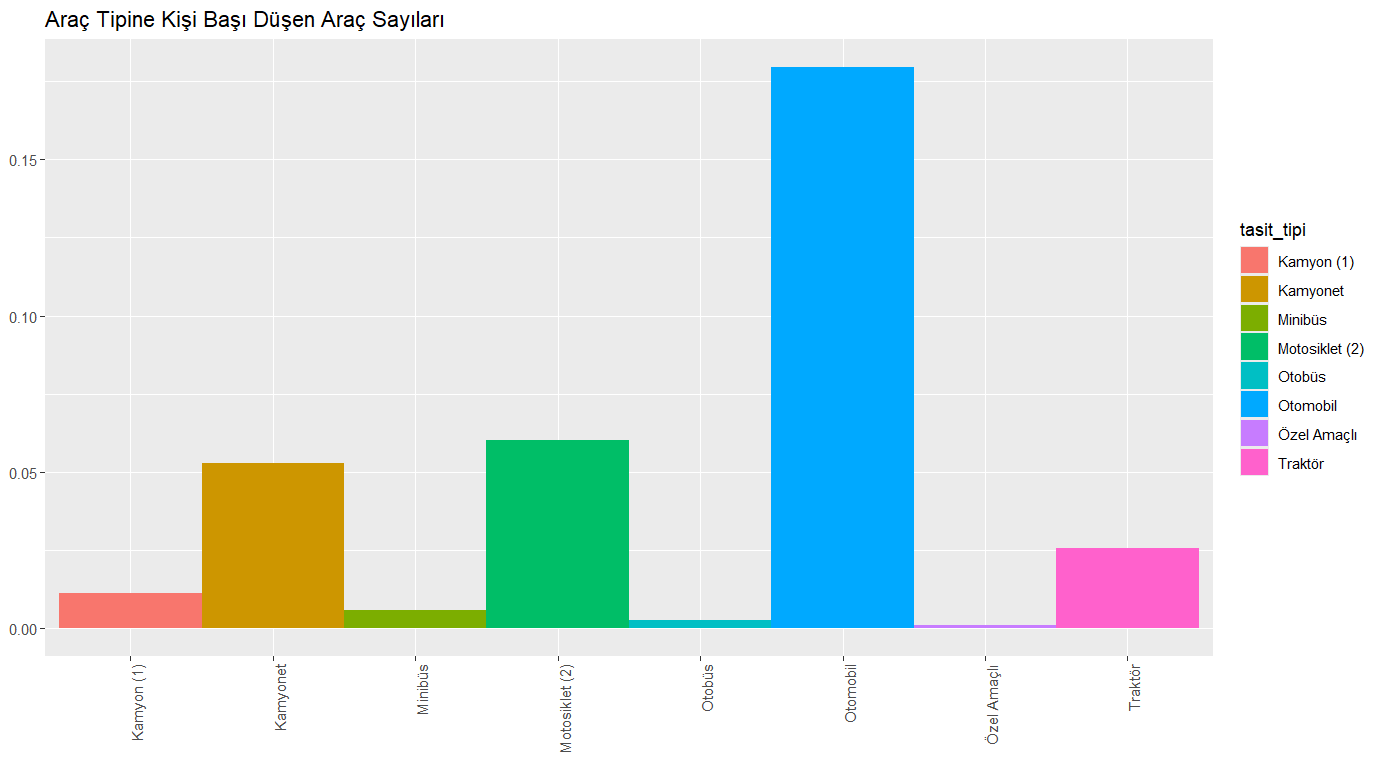 Araç Tipine Kişi Başı Düşen Araç Sayıları
0.15
0.10
0.05
0.00
Kamyon (1)
Kamyonet
Minibüs
Motosiklet (2)
Otobüs
Otomobil
Özel Amaçlı
Traktör
tasit_tipi
Kamyon (1)
Kamyonet
Minibüs
Motosiklet (2)
Otobüs
Otomobil
Özel Amaçlı
Traktör